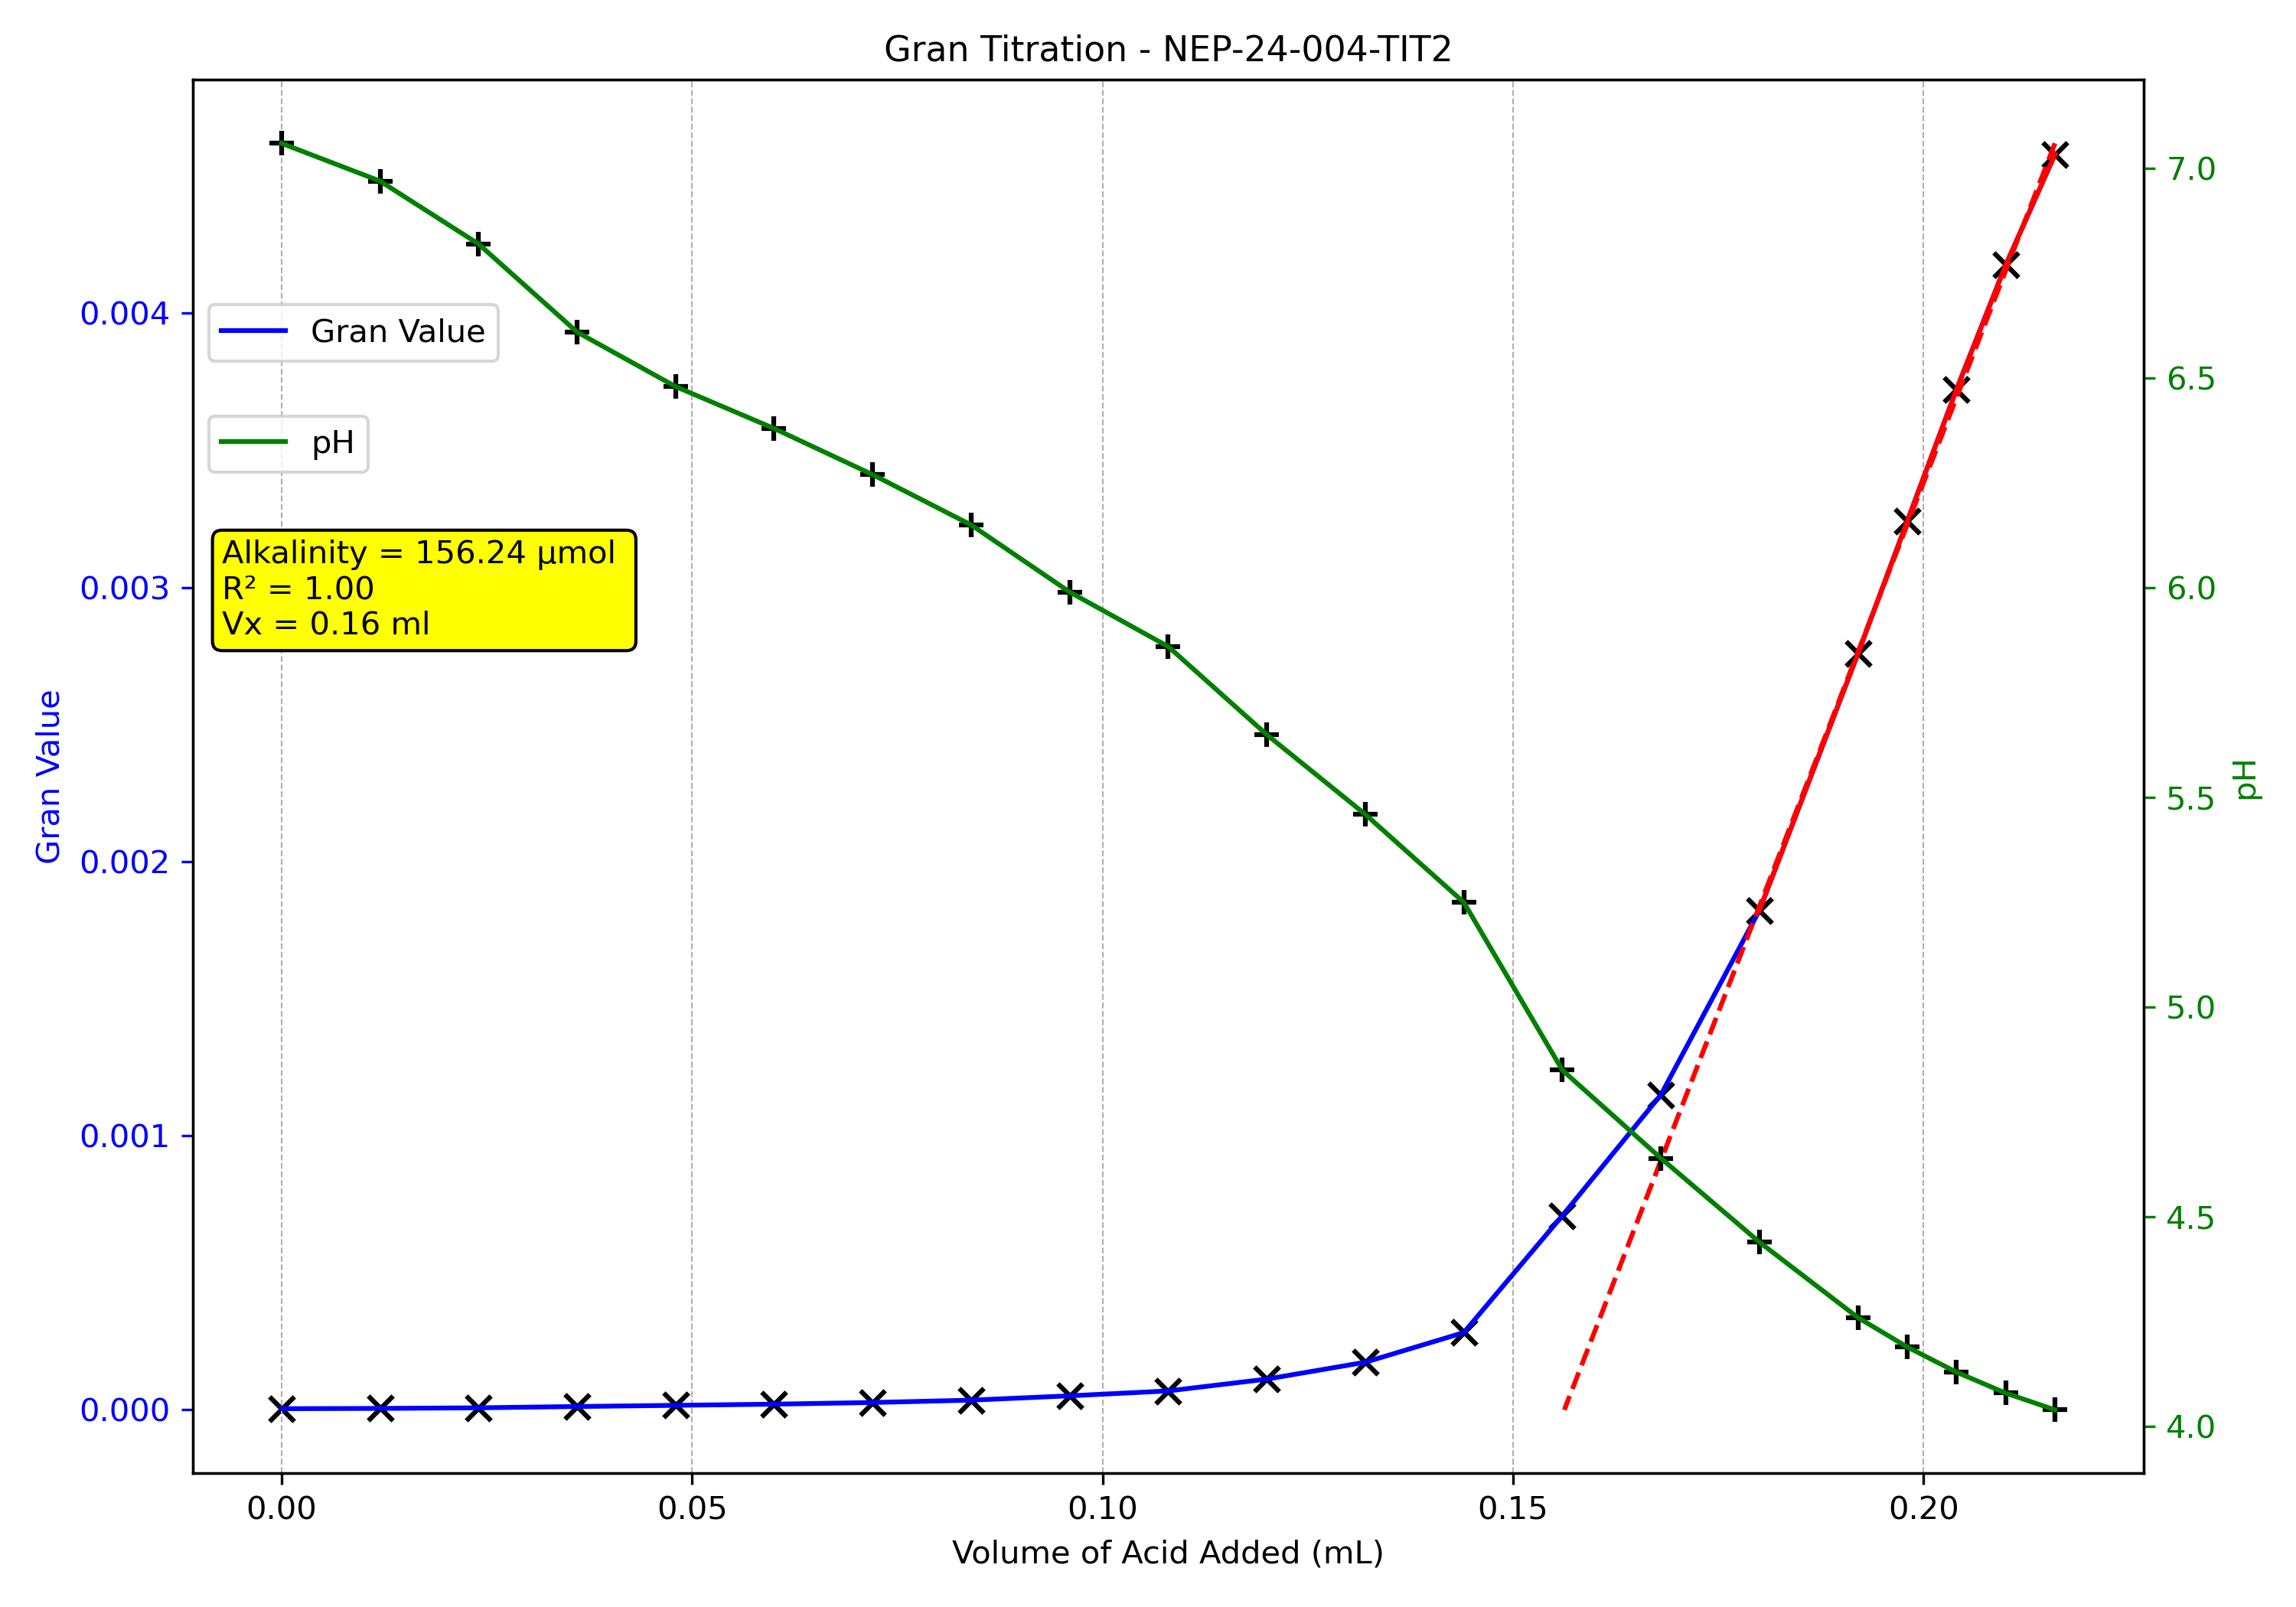 Gran Titration - NEP-24-004-TIT2
Gran Value
pH
Alkalinity = 156.24 µmol
R² = 1.00
Vx = 0.16 ml
Gran Value
0.004
0.003
0.002
0.001
0.000
7.0
6.5
6.0
5.5
5.0
4.5
4.0
pH
0.00 0.05 0.10 0.15 0.20
Volume of Acid Added (mL)